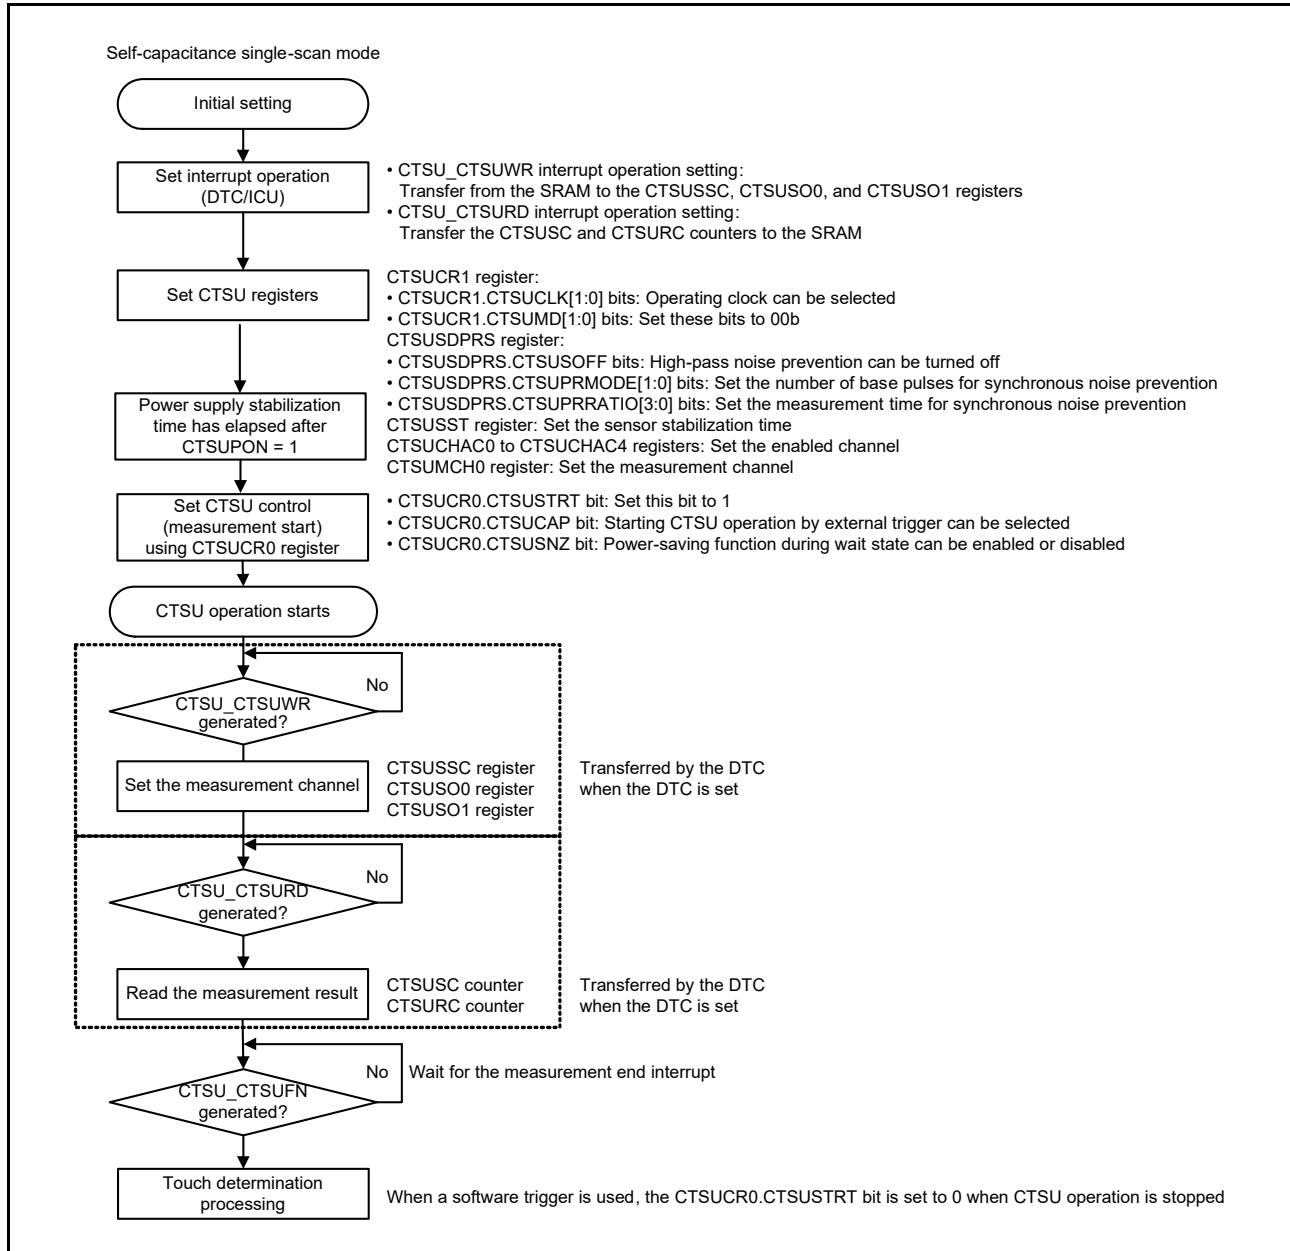 Self-capacitance single-scan mode
Initial setting
Set interrupt operation
(DTC/ICU)
• CTSU_CTSUWR interrupt operation setting:
Transfer from the SRAM to the CTSUSSC, CTSUSO0, and CTSUSO1 registers
• CTSU_CTSURD interrupt operation setting:
Transfer the CTSUSC and CTSURC counters to the SRAM
Set CTSU registers
CTSUCR1 register:
• CTSUCR1.CTSUCLK[1:0] bits: Operating clock can be selected
• CTSUCR1.CTSUMD[1:0] bits: Set these bits to 00b
CTSUSDPRS register:
• CTSUSDPRS.CTSUSOFF bits: High-pass noise prevention can be turned off
• CTSUSDPRS.CTSUPRMODE[1:0] bits: Set the number of base pulses for synchronous noise prevention
• CTSUSDPRS.CTSUPRRATIO[3:0] bits: Set the measurement time for synchronous noise prevention
CTSUSST register: Set the sensor stabilization time
CTSUCHAC0 to CTSUCHAC4 registers: Set the enabled channel
CTSUMCH0 register: Set the measurement channel
Power supply stabilization
time has elapsed after
CTSUPON = 1
Set CTSU control
(measurement start)
using CTSUCR0 register
• CTSUCR0.CTSUSTRT bit: Set this bit to 1
• CTSUCR0.CTSUCAP bit: Starting CTSU operation by external trigger can be selected
• CTSUCR0.CTSUSNZ bit: Power-saving function during wait state can be enabled or disabled
CTSU operation starts
No
CTSU_CTSUWR
generated?
Set the measurement channel
CTSUSSC register
CTSUSO0 register
CTSUSO1 register
Transferred by the DTC
when the DTC is set
No
CTSU_CTSURD
generated?
Read the measurement result
CTSUSC counter
CTSURC counter
Transferred by the DTC
when the DTC is set
No
Wait for the measurement end interrupt
CTSU_CTSUFN
generated?
Touch determination
processing
When a software trigger is used, the CTSUCR0.CTSUSTRT bit is set to 0 when CTSU operation is stopped